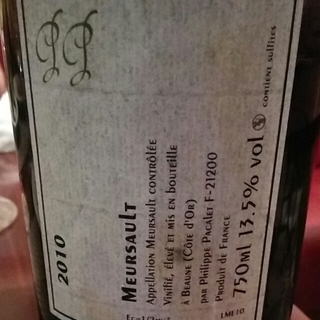 PP
2010
Meursault
Appellation Meursault contrôlée
Vinifié, élevé et mis en bouteille
à Beaune (Côte d'Or)
par Philippe Pacalet F-21200
Produit de France
750ml 13.5% vol
contient sulfites
LME10